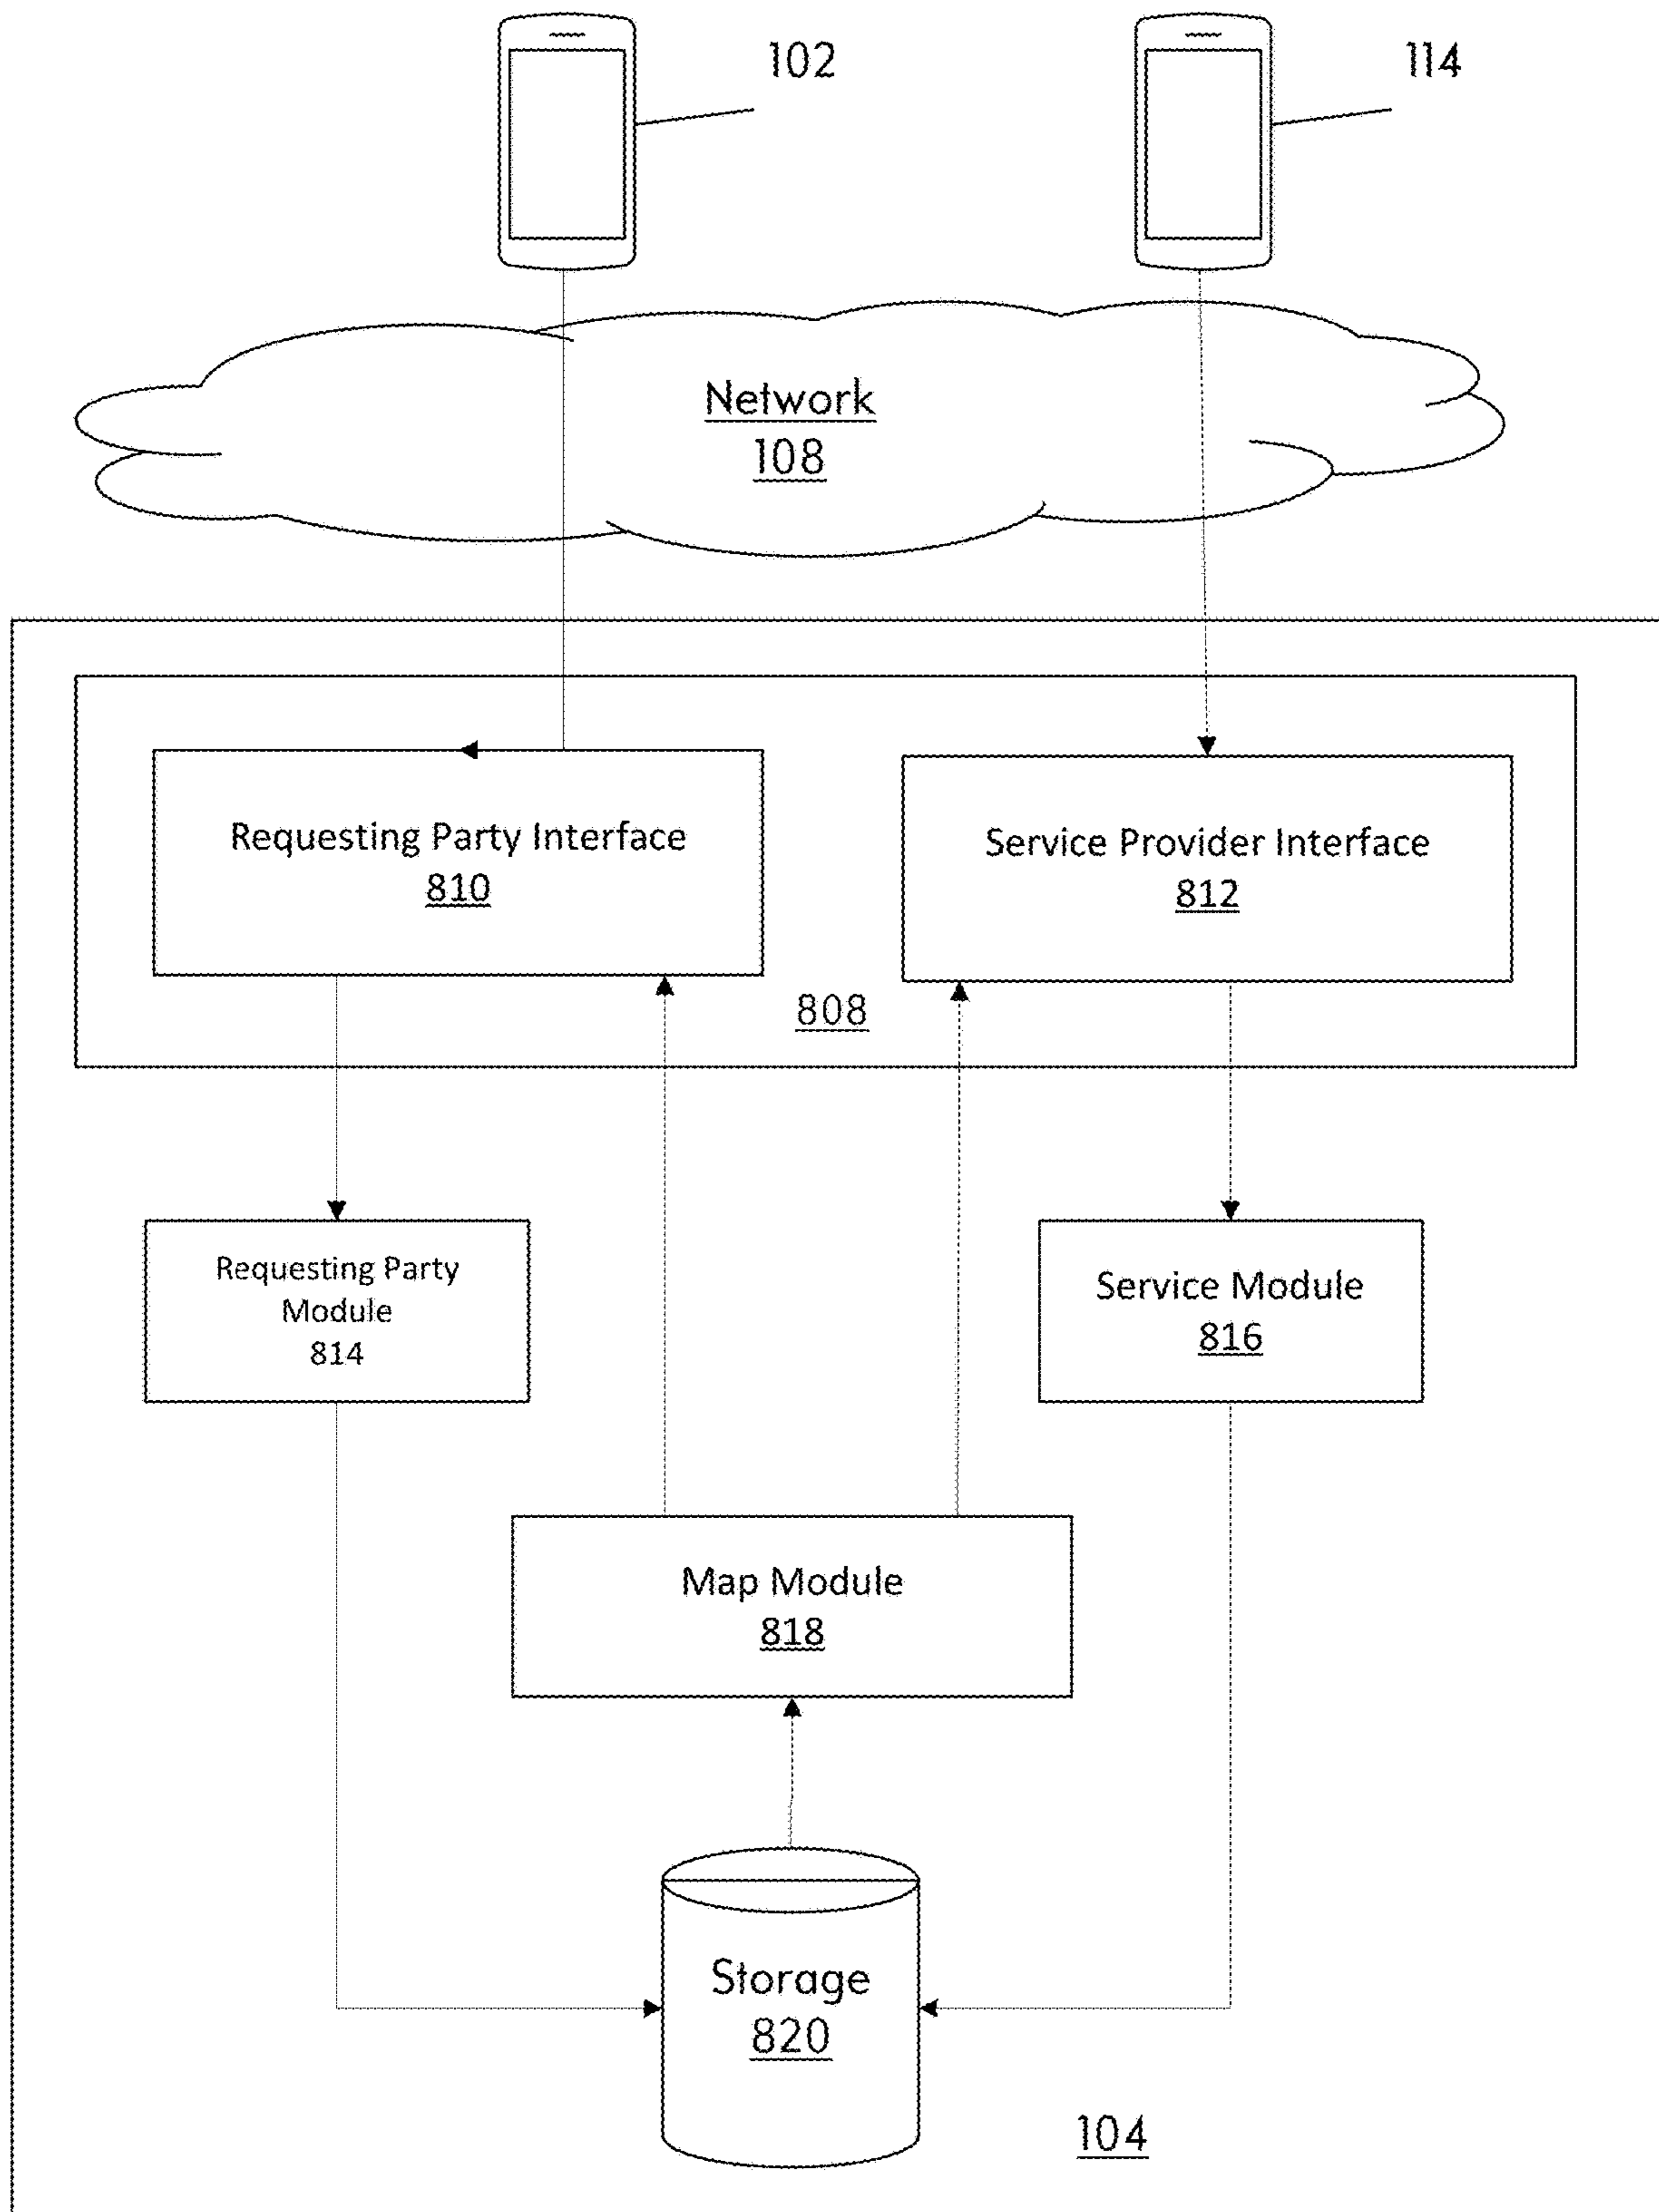 102
114
Network
108
Requesting Party Interface
810
Service Provider Interface
812
808
Requesting Party
Module
814
Service Module
816
Map Module
818
Storage
820
104